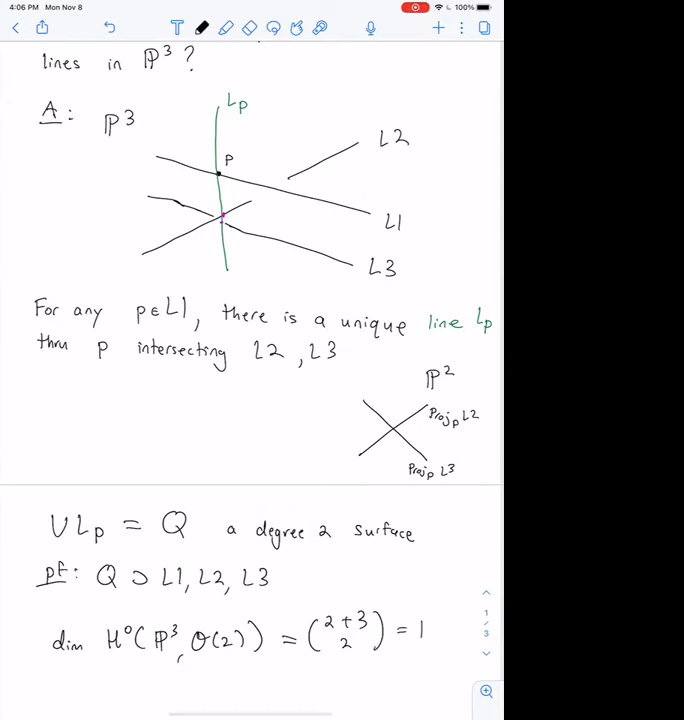 4:06 PM Mon Nov 8
100%
T
lines in ℙ³ ?
A: ℙ³
Lp
p
L2
L1
L3
For any p∈L1, there is a unique line Lp
thru p intersecting L2, L3
ℙ²
Projₚ L2
Projₚ L3
∪Lp = Q a degree 2 surface
pf: Q ⊃ L1, L2, L3
dim H⁰(ℙ³, O(2)) = (2+3 2) = 1
1
/
3